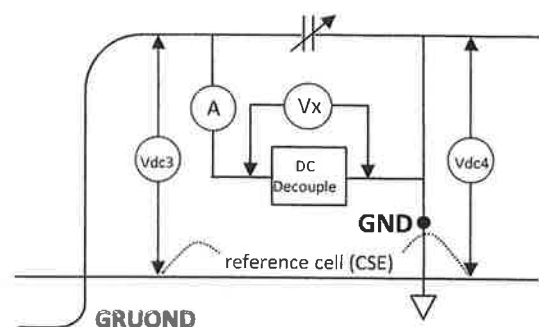 A
Vx
Vdc3
DC
Decouple
Vdc4
GND
reference cell (CSE)
GRUOND